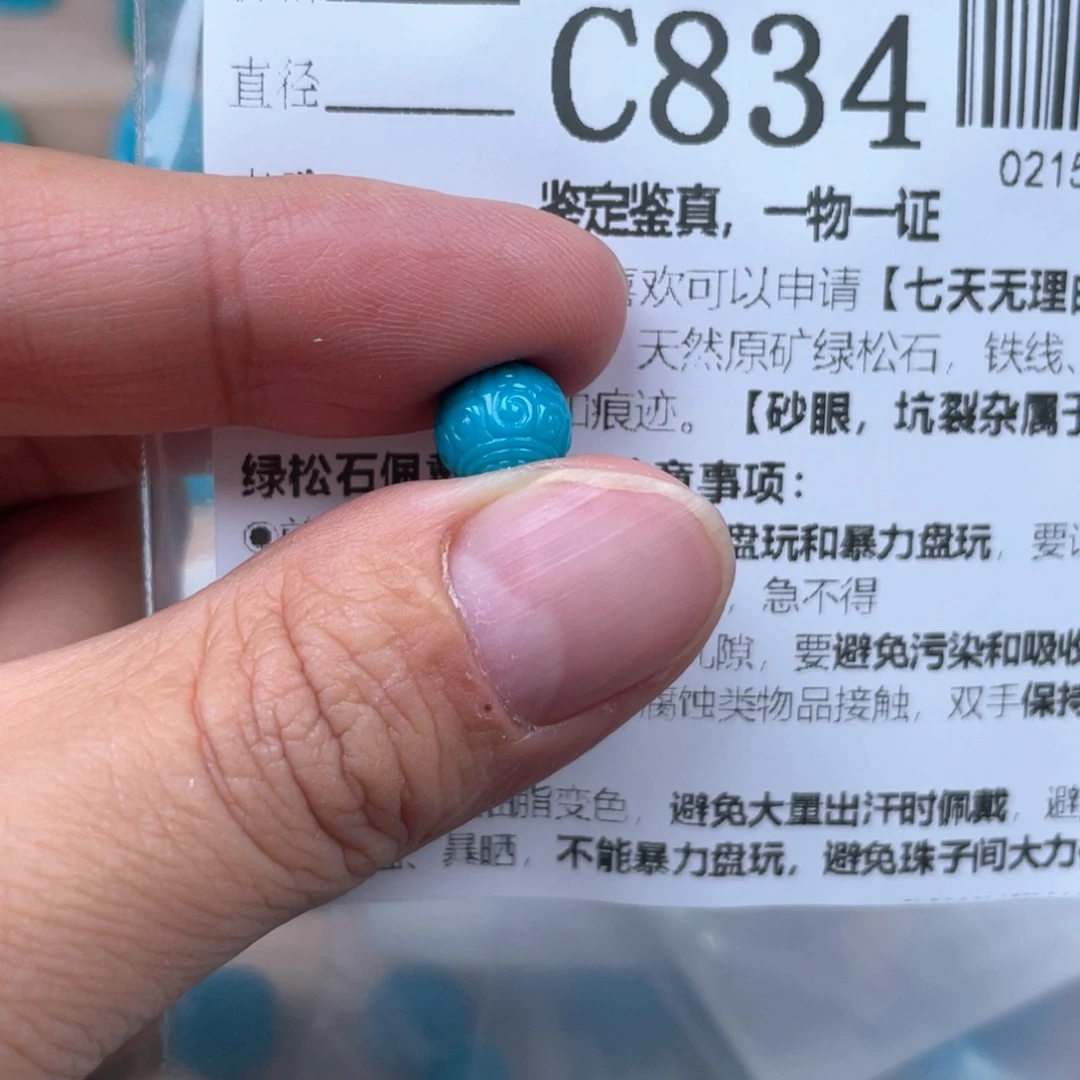 直径
C834
0215
鉴定鉴真，一物一证
喜欢可以申请【七天无理由
天然原矿绿松石，铁线、
痕迹。【砂眼，坑裂杂属于
绿松石佩戴 意事项：
盘玩和暴力盘玩，要
，急不得
隙，要避免污染和吸收
腐蚀类物品接触，双手保持
油脂变色，避免大量出汗时佩戴，避
、暴晒，不能暴力盘玩，避免珠子间大力